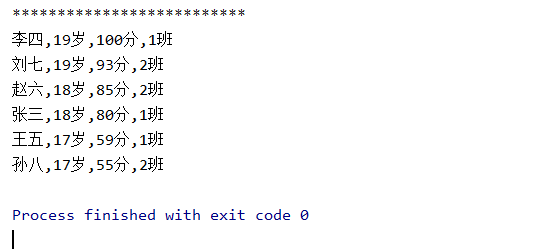 **************************
李四,19岁,100分,1班
刘七,19岁,93分,2班
赵六,18岁,85分,2班
张三,18岁,80分,1班
王五,17岁,59分,1班
孙八,17岁,55分,2班
Process finished with exit code 0